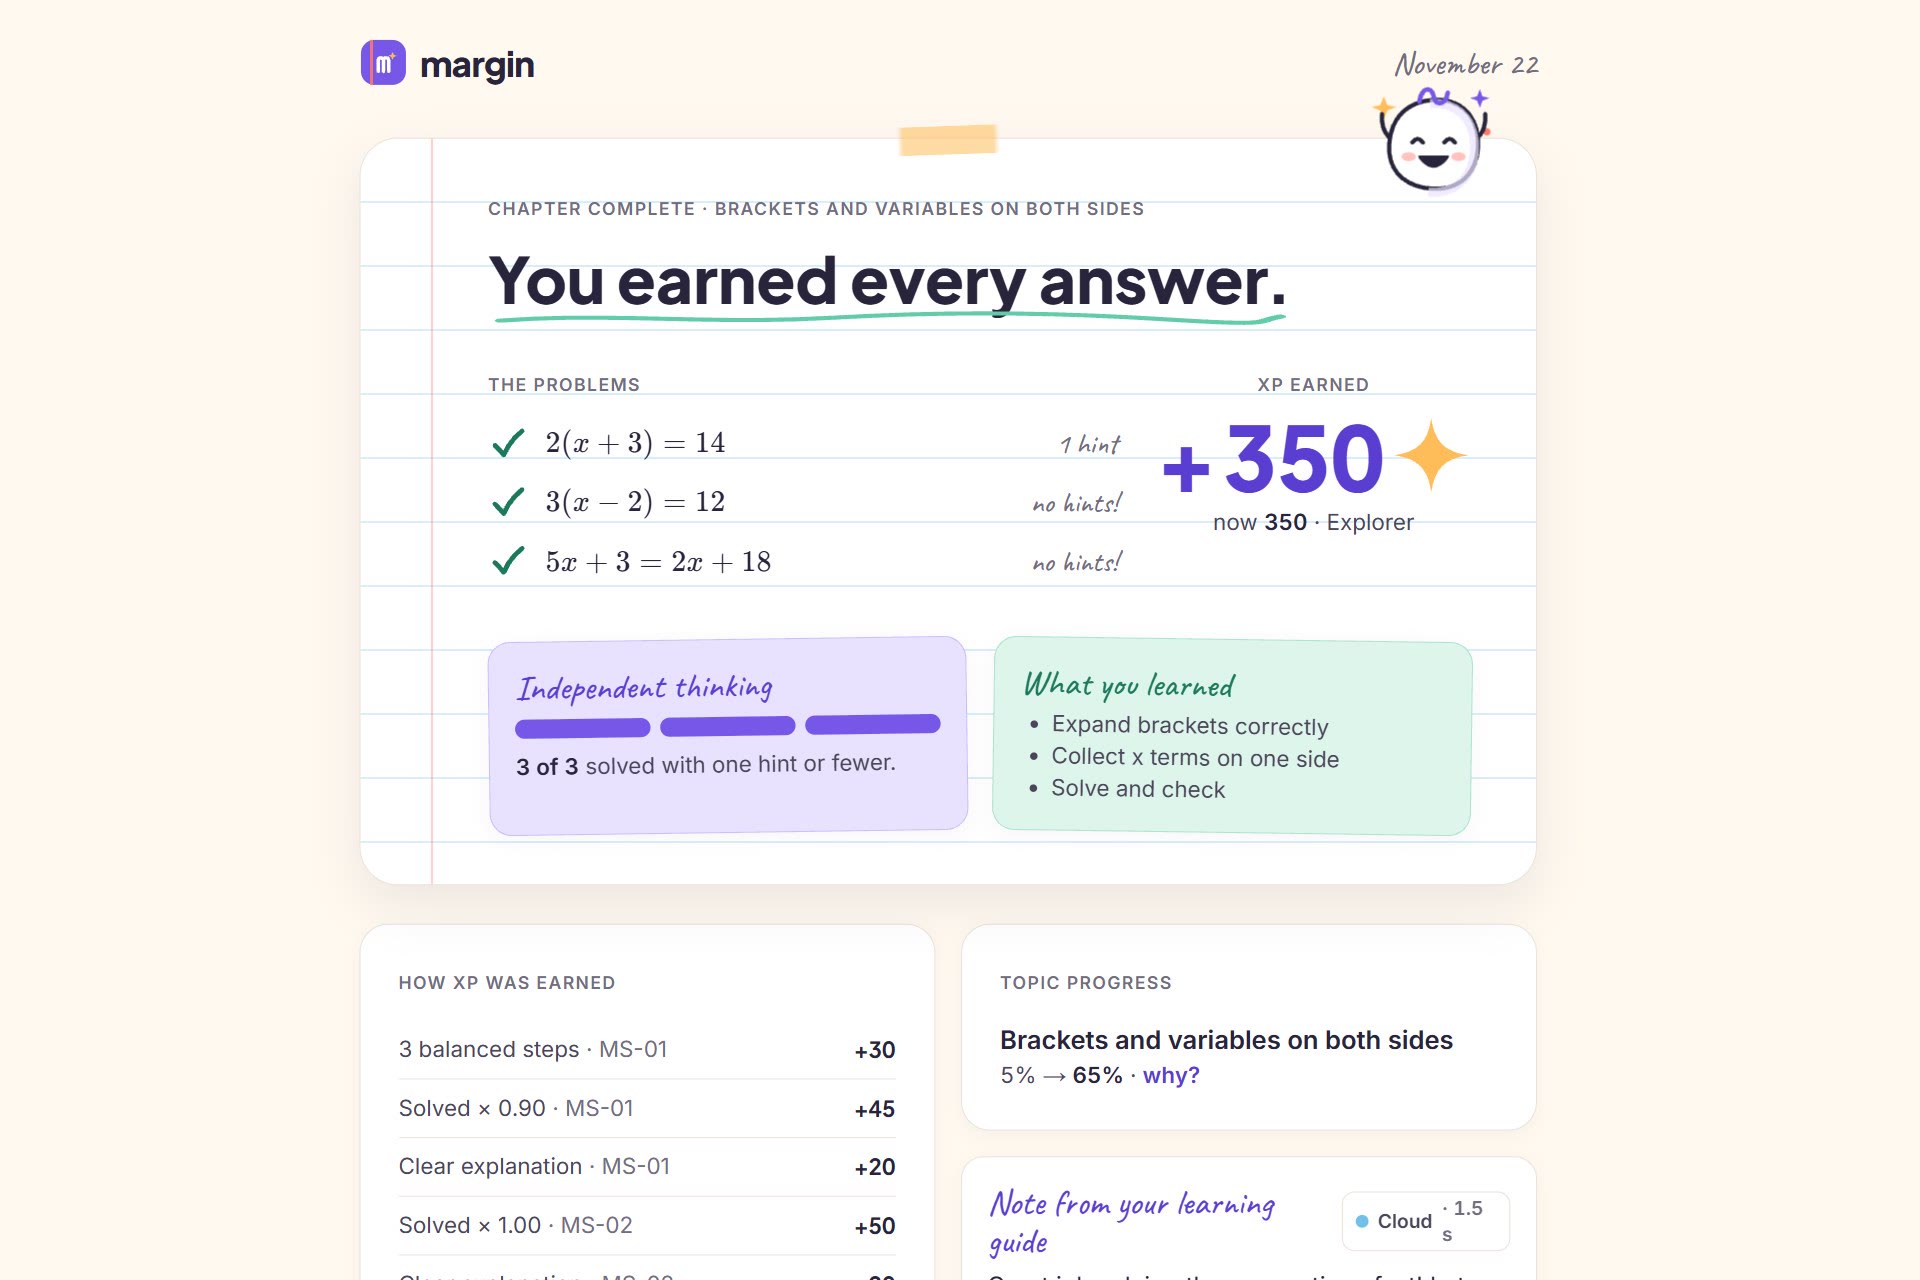 margin
November 22
CHAPTER COMPLETE · BRACKETS AND VARIABLES ON BOTH SIDES
You earned every answer.
THE PROBLEMS
2(x + 3) = 14 1 hint
3(x − 2) = 12 no hints!
5x + 3 = 2x + 18 no hints!
XP EARNED
+350
now 350 · Explorer
Independent thinking
3 of 3 solved with one hint or fewer.
What you learned
• Expand brackets correctly
• Collect x terms on one side
• Solve and check
HOW XP WAS EARNED
3 balanced steps · MS-01 +30
Solved × 0.90 · MS-01 +45
Clear explanation · MS-01 +20
Solved × 1.00 · MS-02 +50
TOPIC PROGRESS
Brackets and variables on both sides
5% → 65% · why?
Note from your learning
guide
Cloud · 1.5
s